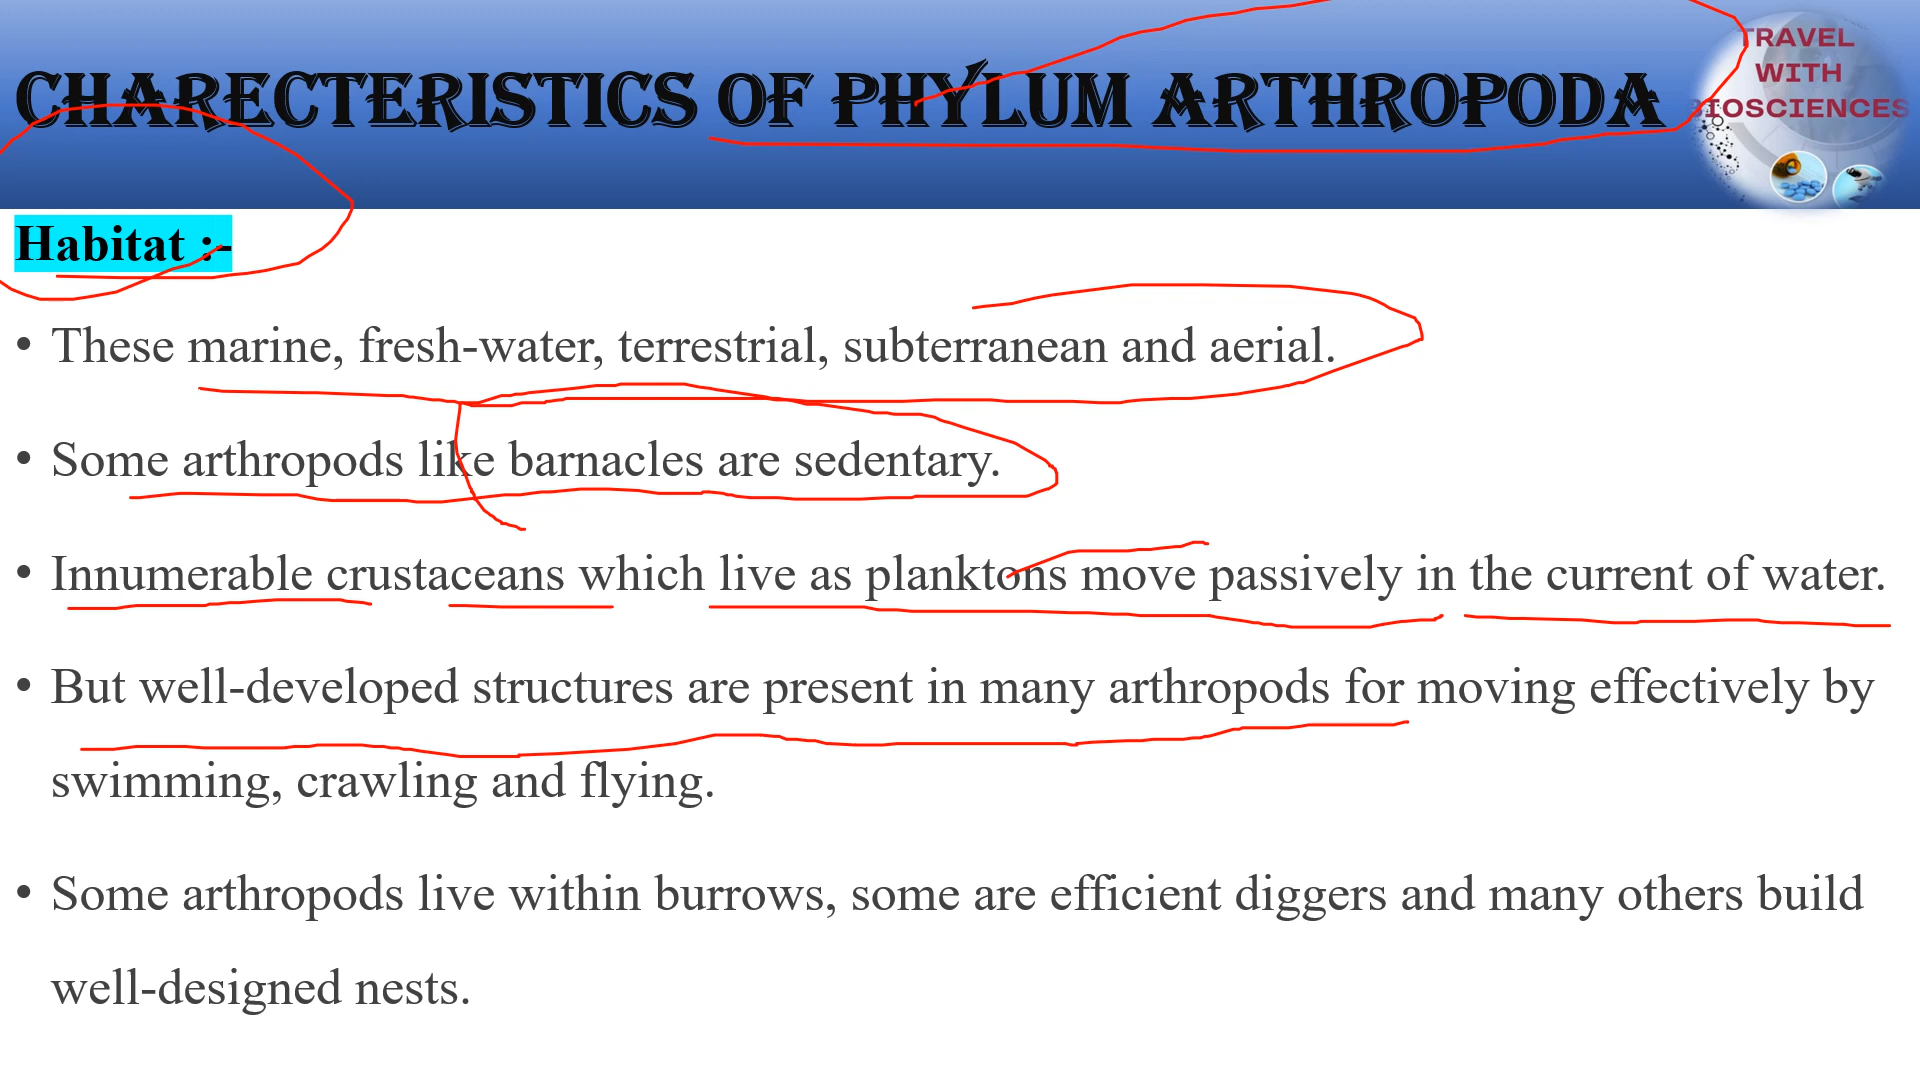 CHARECTERISTICS OF PHYLUM ARTHROPODA
TRAVEL
WITH
BIOSCIENCES
Habitat :-
• These marine, fresh-water, terrestrial, subterranean and aerial.
• Some arthropods like barnacles are sedentary.
• Innumerable crustaceans which live as planktons move passively in the current of water.
• But well-developed structures are present in many arthropods for moving effectively by
swimming, crawling and flying.
• Some arthropods live within burrows, some are efficient diggers and many others build
well-designed nests.